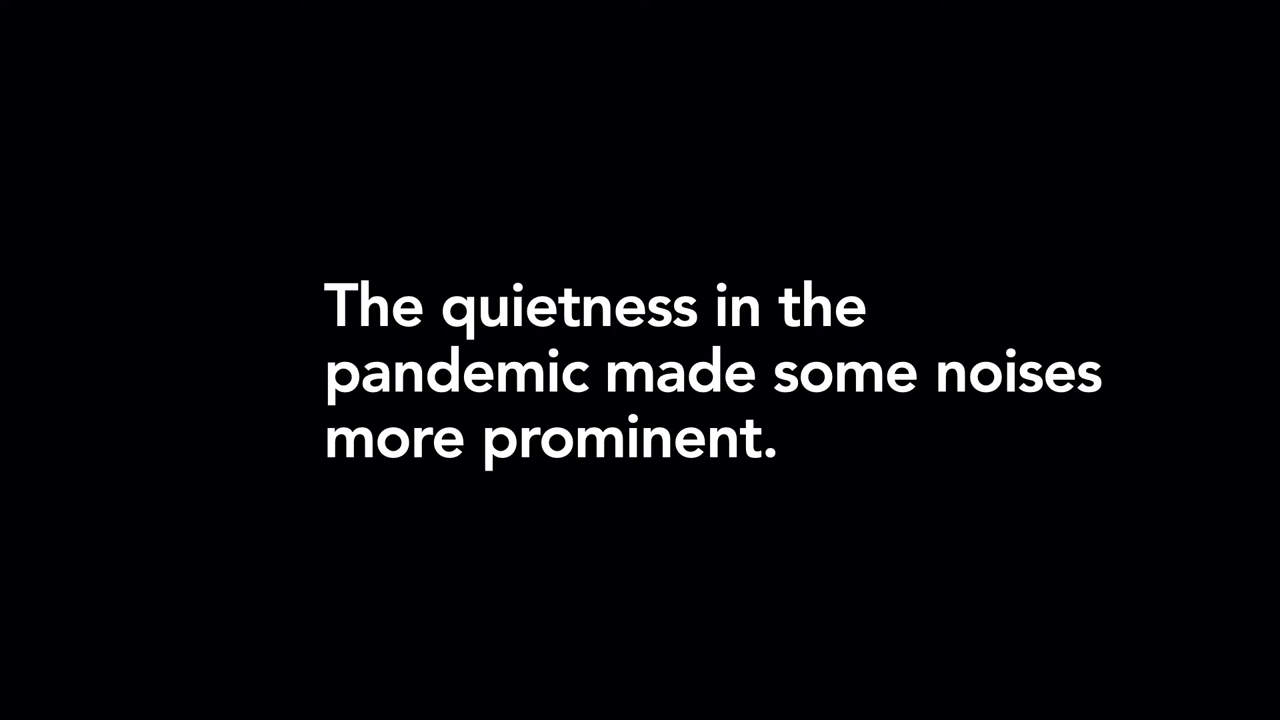 The quietness in the
pandemic made some noises
more prominent.